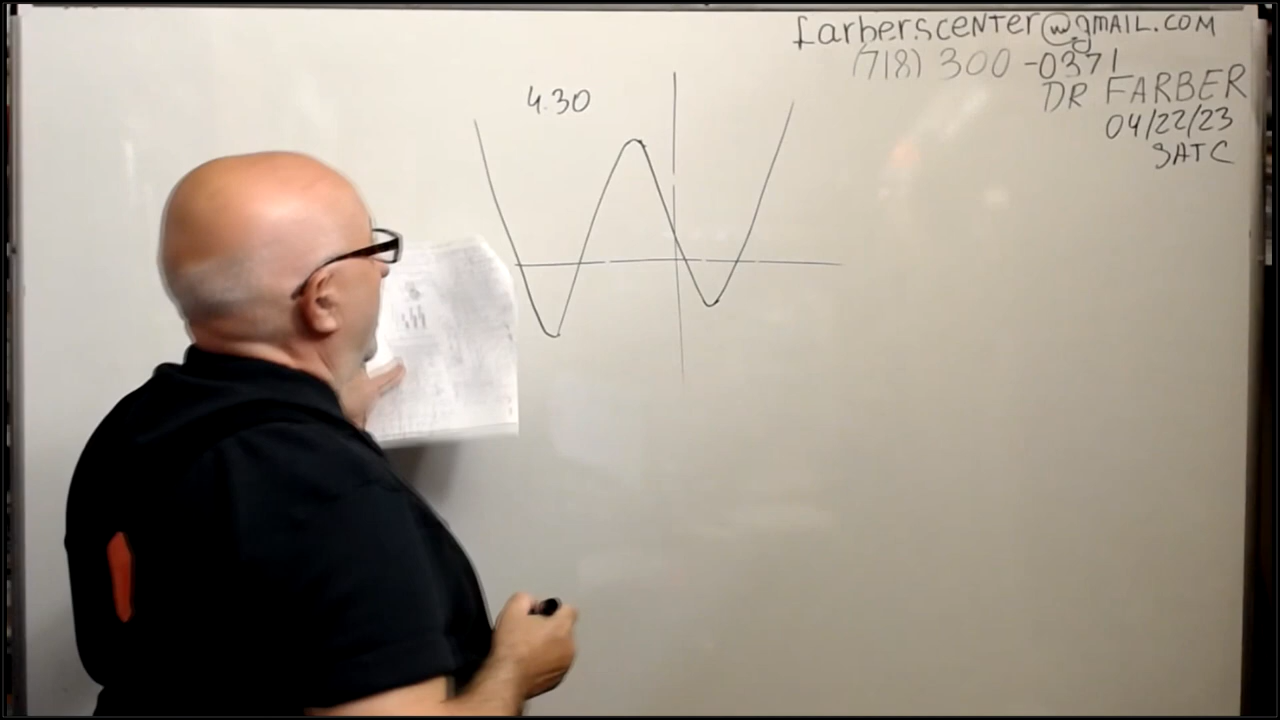 farberscenter@gmail.com
(718) 300-0371
DR FARBER
04/22/23
SATC
4.30